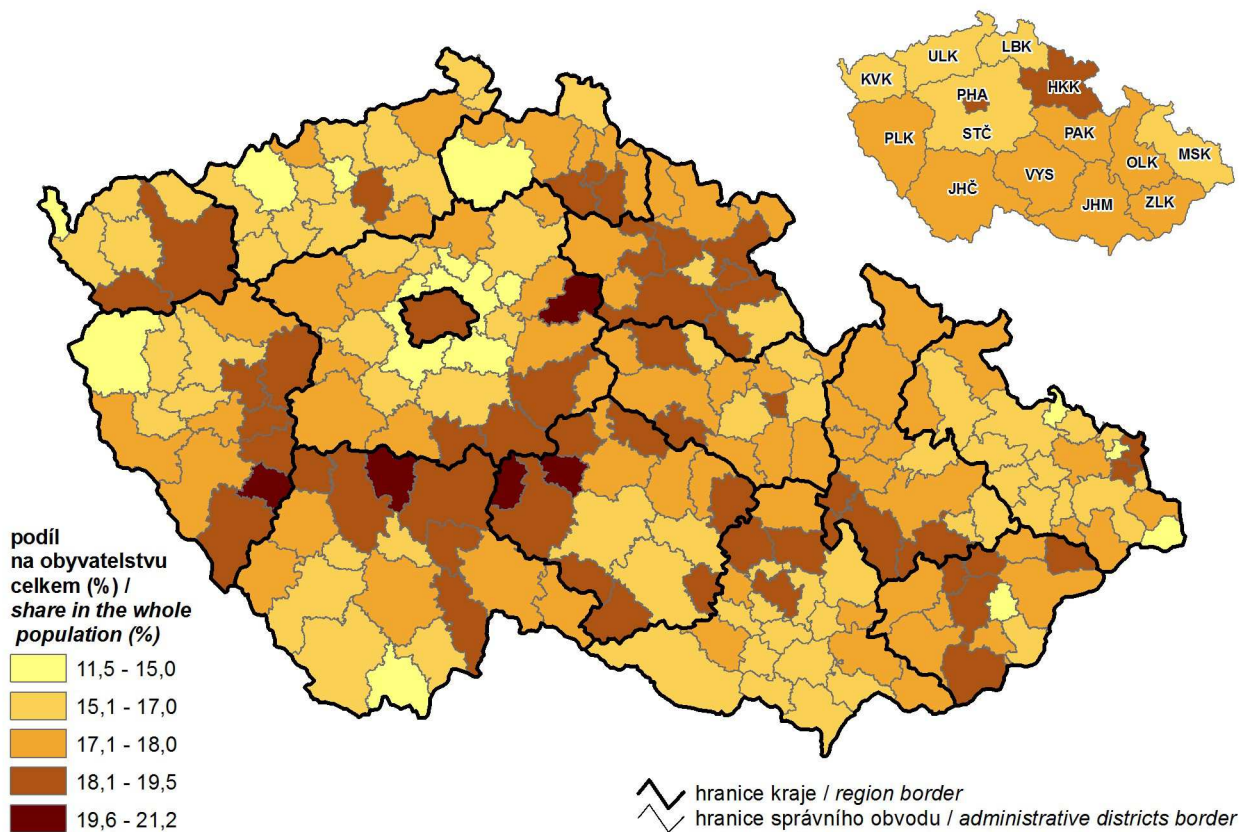 LBK
ULK
KVK
PHA
HKK
STČ
PLK
PAK
MSK
OLK
VYS
JHČ
ZLK
JHM
podíl
na obyvatelstvu
celkem (%) /
share in the whole
population (%)
11,5 - 15,0
15,1 - 17,0
17,1 - 18,0
18,1 - 19,5
19,6 - 21,2
hranice kraje / region border
hranice správního obvodu / administrative districts border